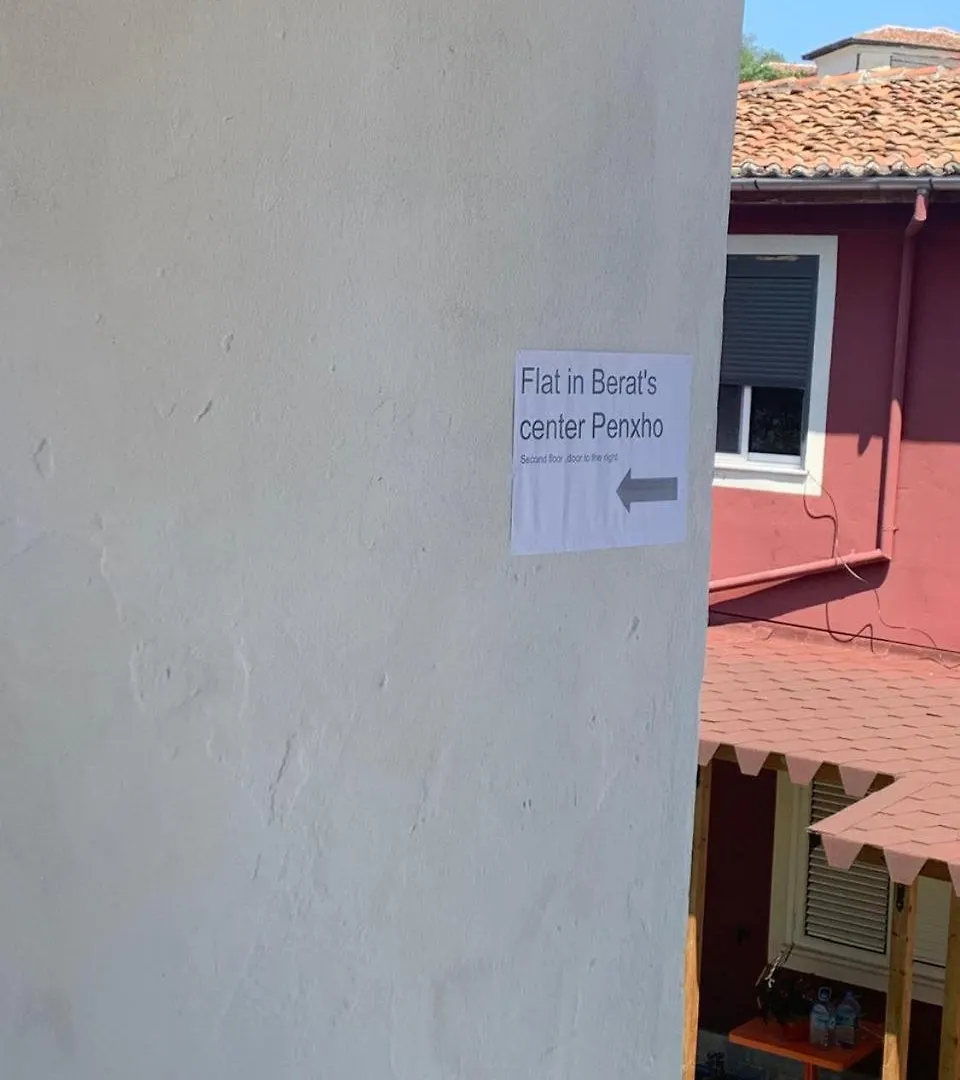 Flat in Berat's
center Penxho
Second floor ,door to the right